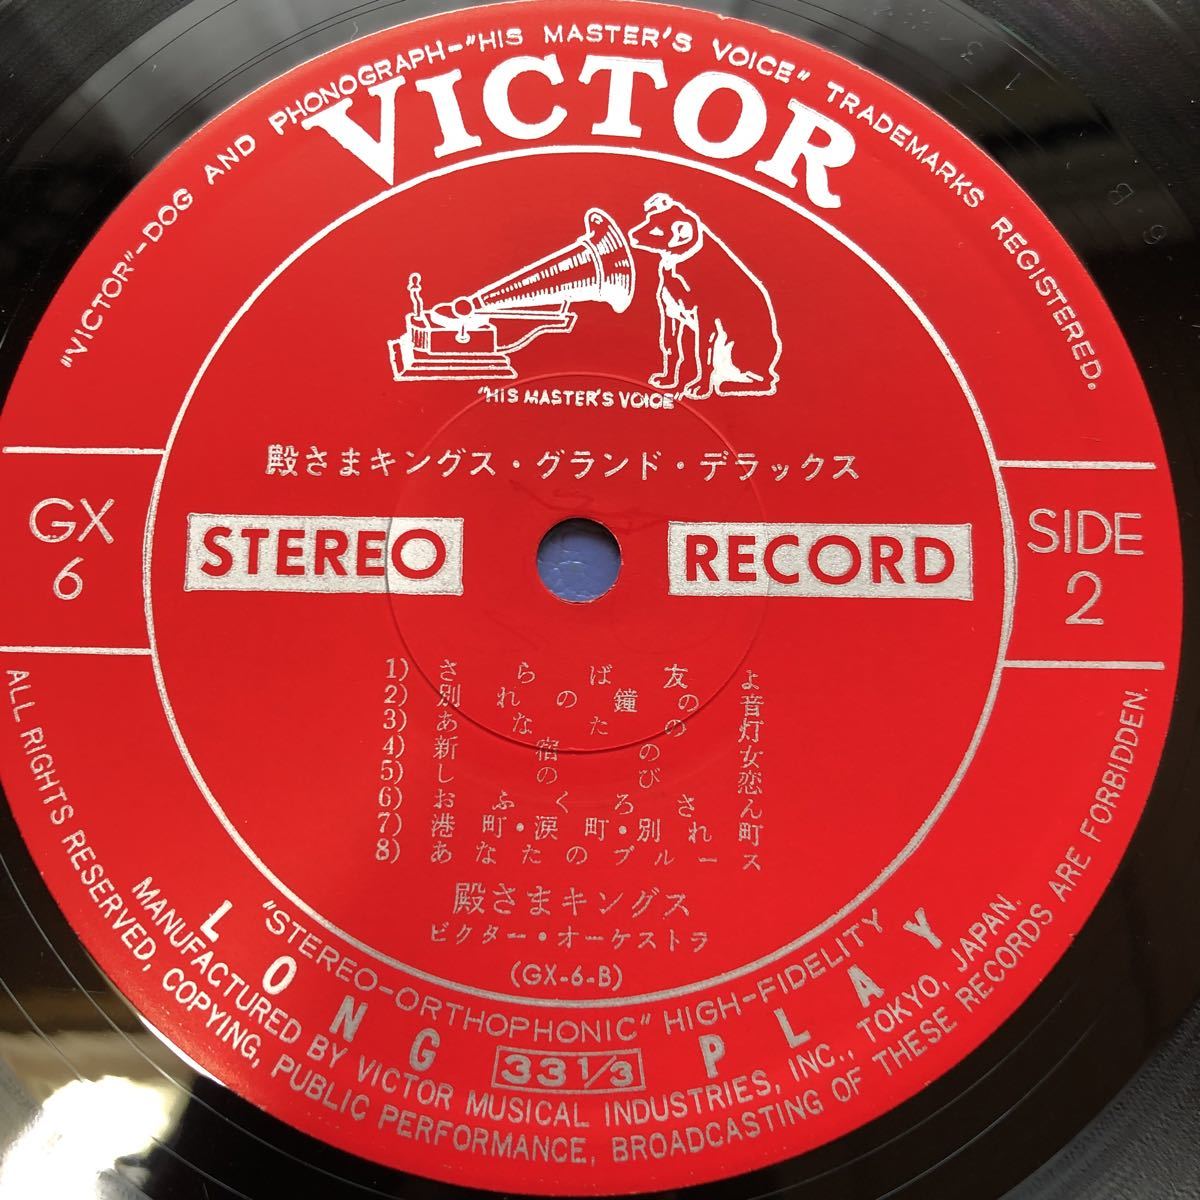 "VICTOR"-DOG AND PHONOGRAPH-"HIS MASTER'S VOICE" TRADEMARKS REGISTERED.
VICTOR
"HIS MASTER'S VOICE"
殿さまキングス・グランド・デラックス
GX
6
STEREO RECORD
SIDE
2
1) さらば友よ
2) 別れの鐘の音
3) あなたの灯
4) 新宿の女
5) しのび恋
6) おふくろさん
7) 港町・涙町・別れ町
8) あなたのブルース
殿さまキングス
ビクター・オーケストラ
(GX-6-B)
"STEREO-ORTHOPHONIC" HIGH-FIDELITY
LONG PLAY
33 1/3
MANUFACTURED BY VICTOR MUSICAL INDUSTRIES, INC., TOKYO, JAPAN.
ALL RIGHTS RESERVED, COPYING, PUBLIC PERFORMANCE, BROADCASTING OF THESE RECORDS ARE FORBIDDEN.